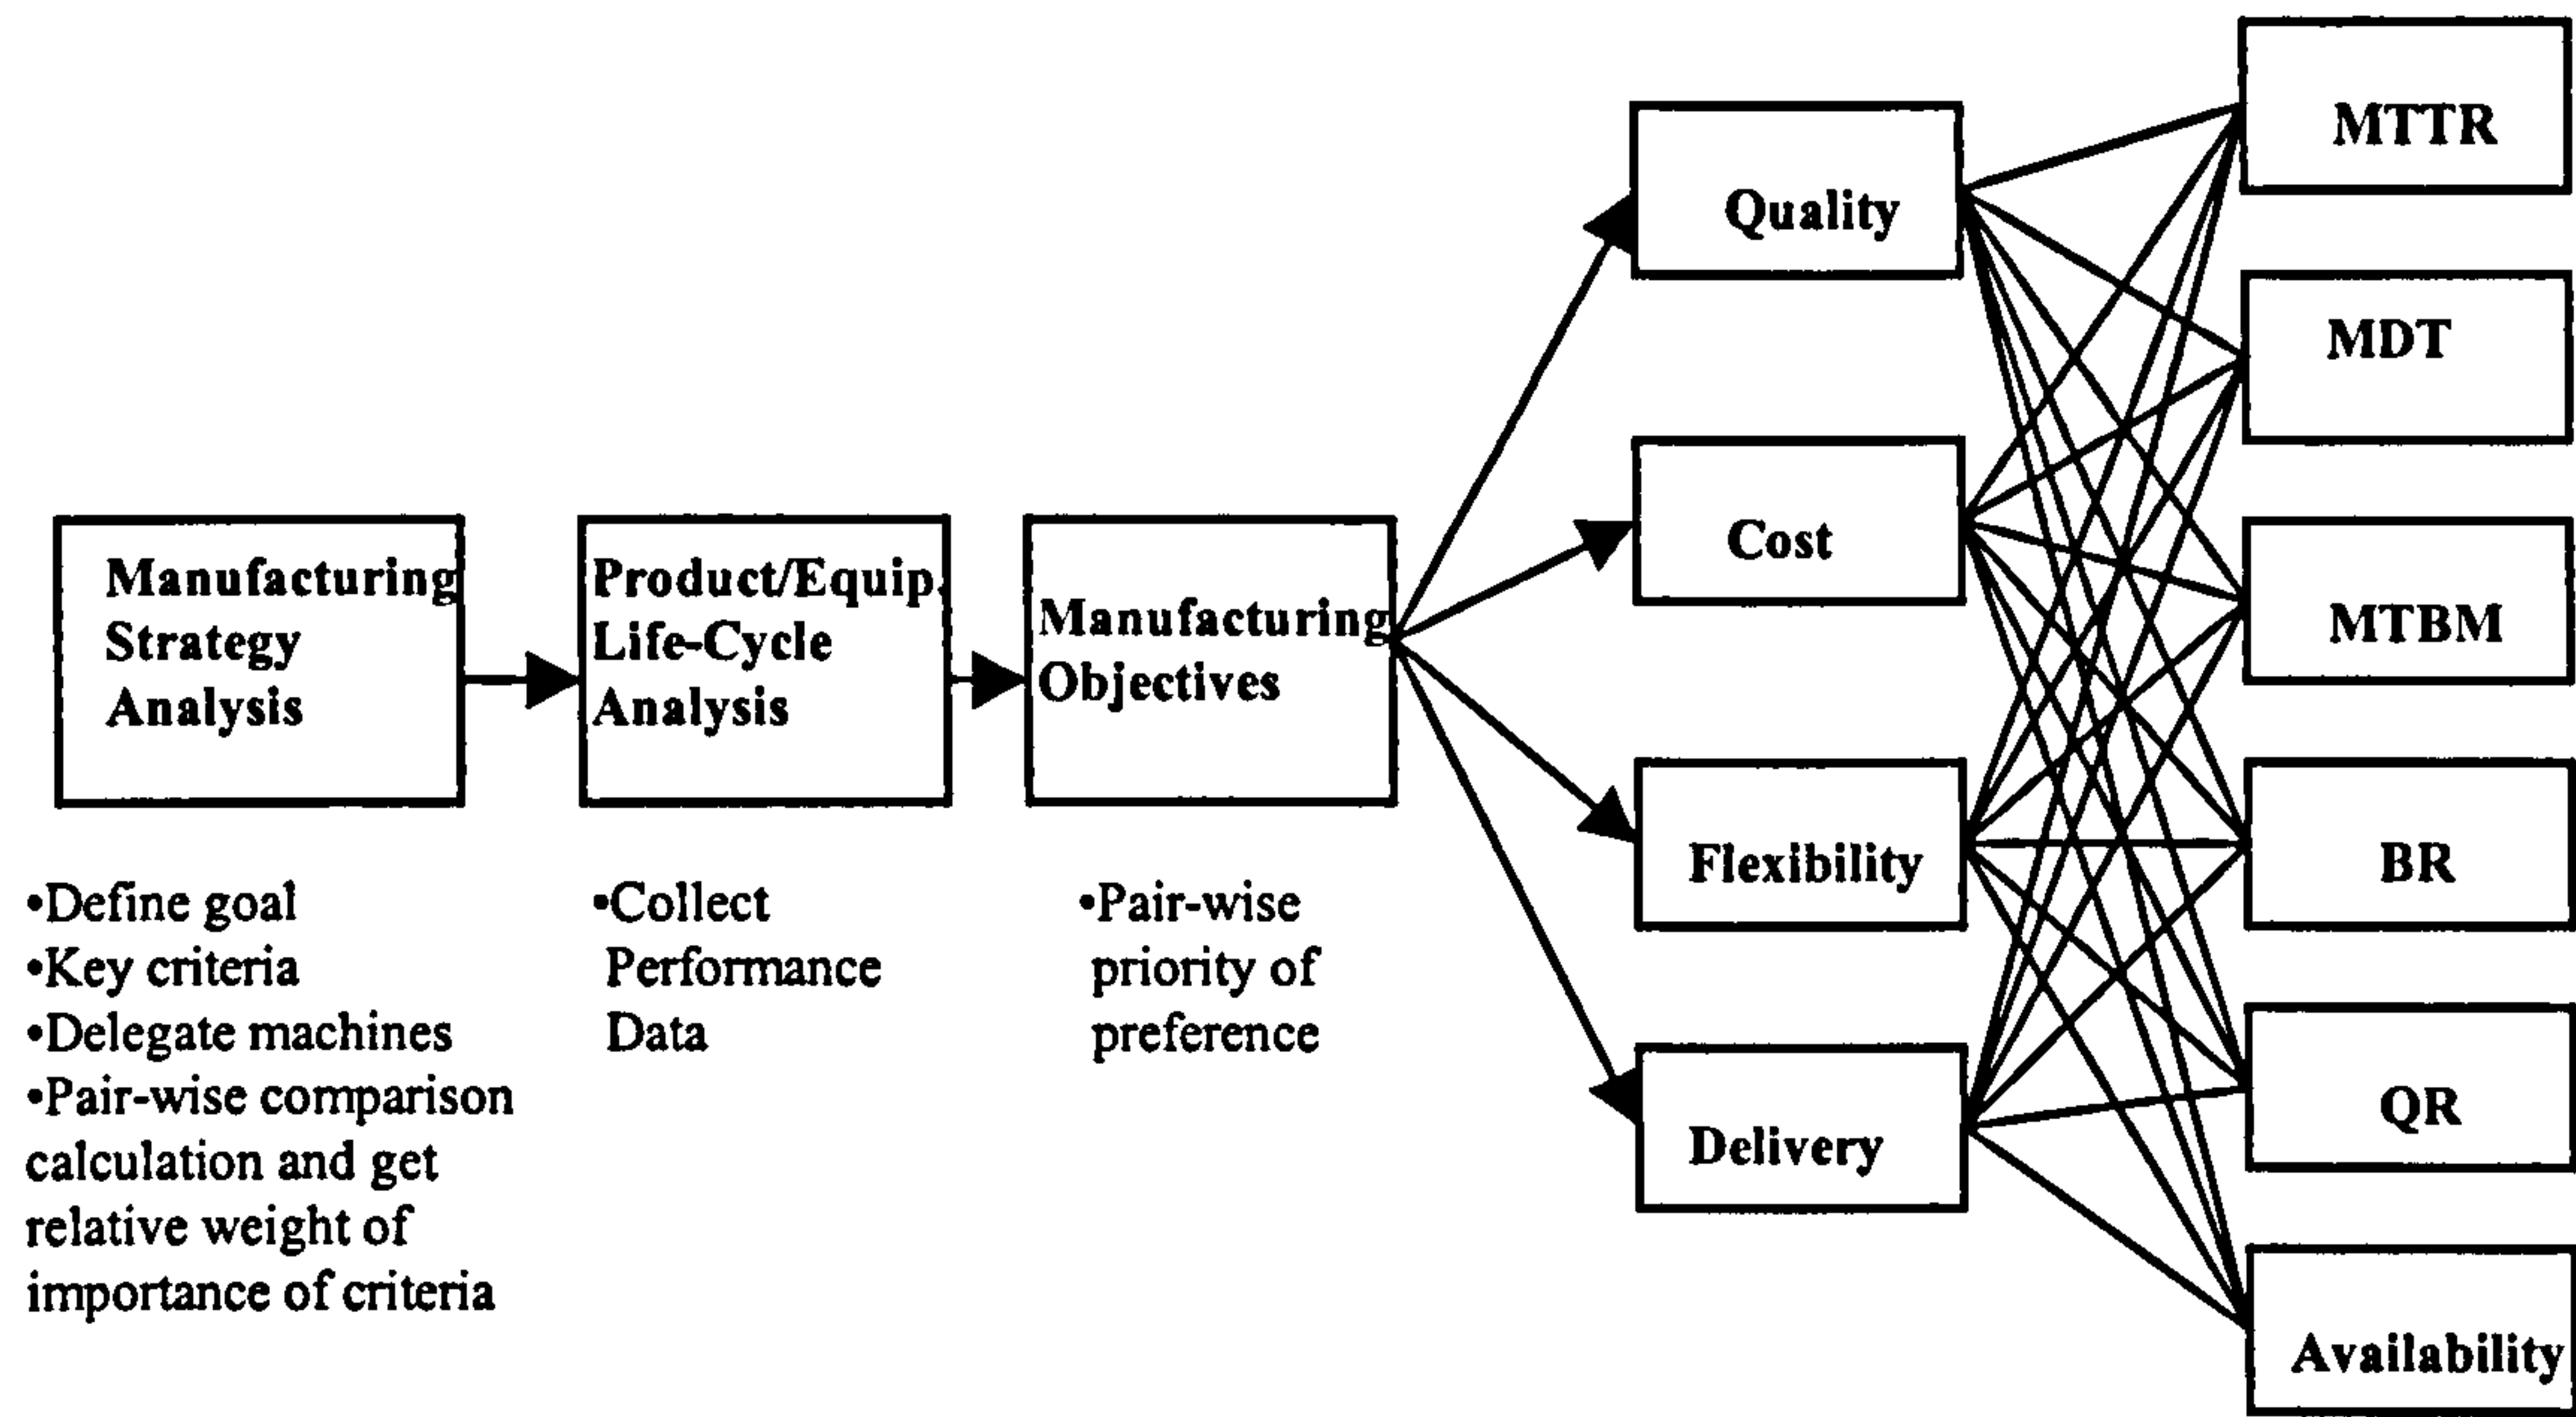 Manufacturing
Strategy
Analysis
•Define goal
•Key criteria
•Delegate machines
•Pair-wise comparison
calculation and get
relative weight of
importance of criteria
Product/Equip.
Life-Cycle
Analysis
•Collect
Performance
Data
Manufacturing
Objectives
•Pair-wise
priority of
preference
Quality
Cost
Flexibility
Delivery
MTTR
MDT
MTBM
BR
QR
Availability